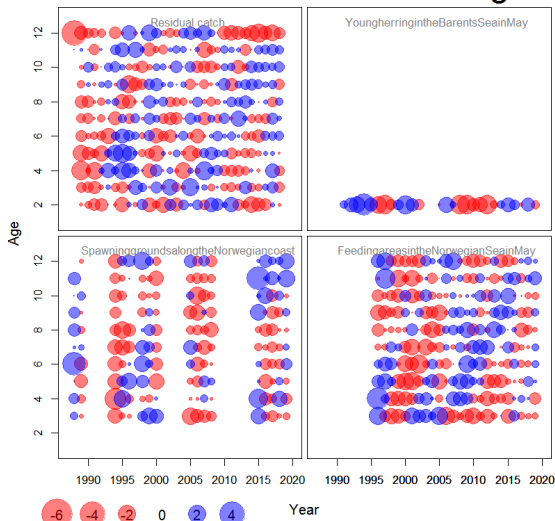 Residual catch
YoungherringintheBarentsSeainMay
12
10
8
6
4
2
Age
SpawninggroundsalongtheNorwegiancoast
FeedingareasintheNorwegianSeainMay
12
10
8
6
4
2
1990 1995 2000 2005 2010 2015 2020
1990 1995 2000 2005 2010 2015 2020
Year
-6 -4 -2 0 2 4